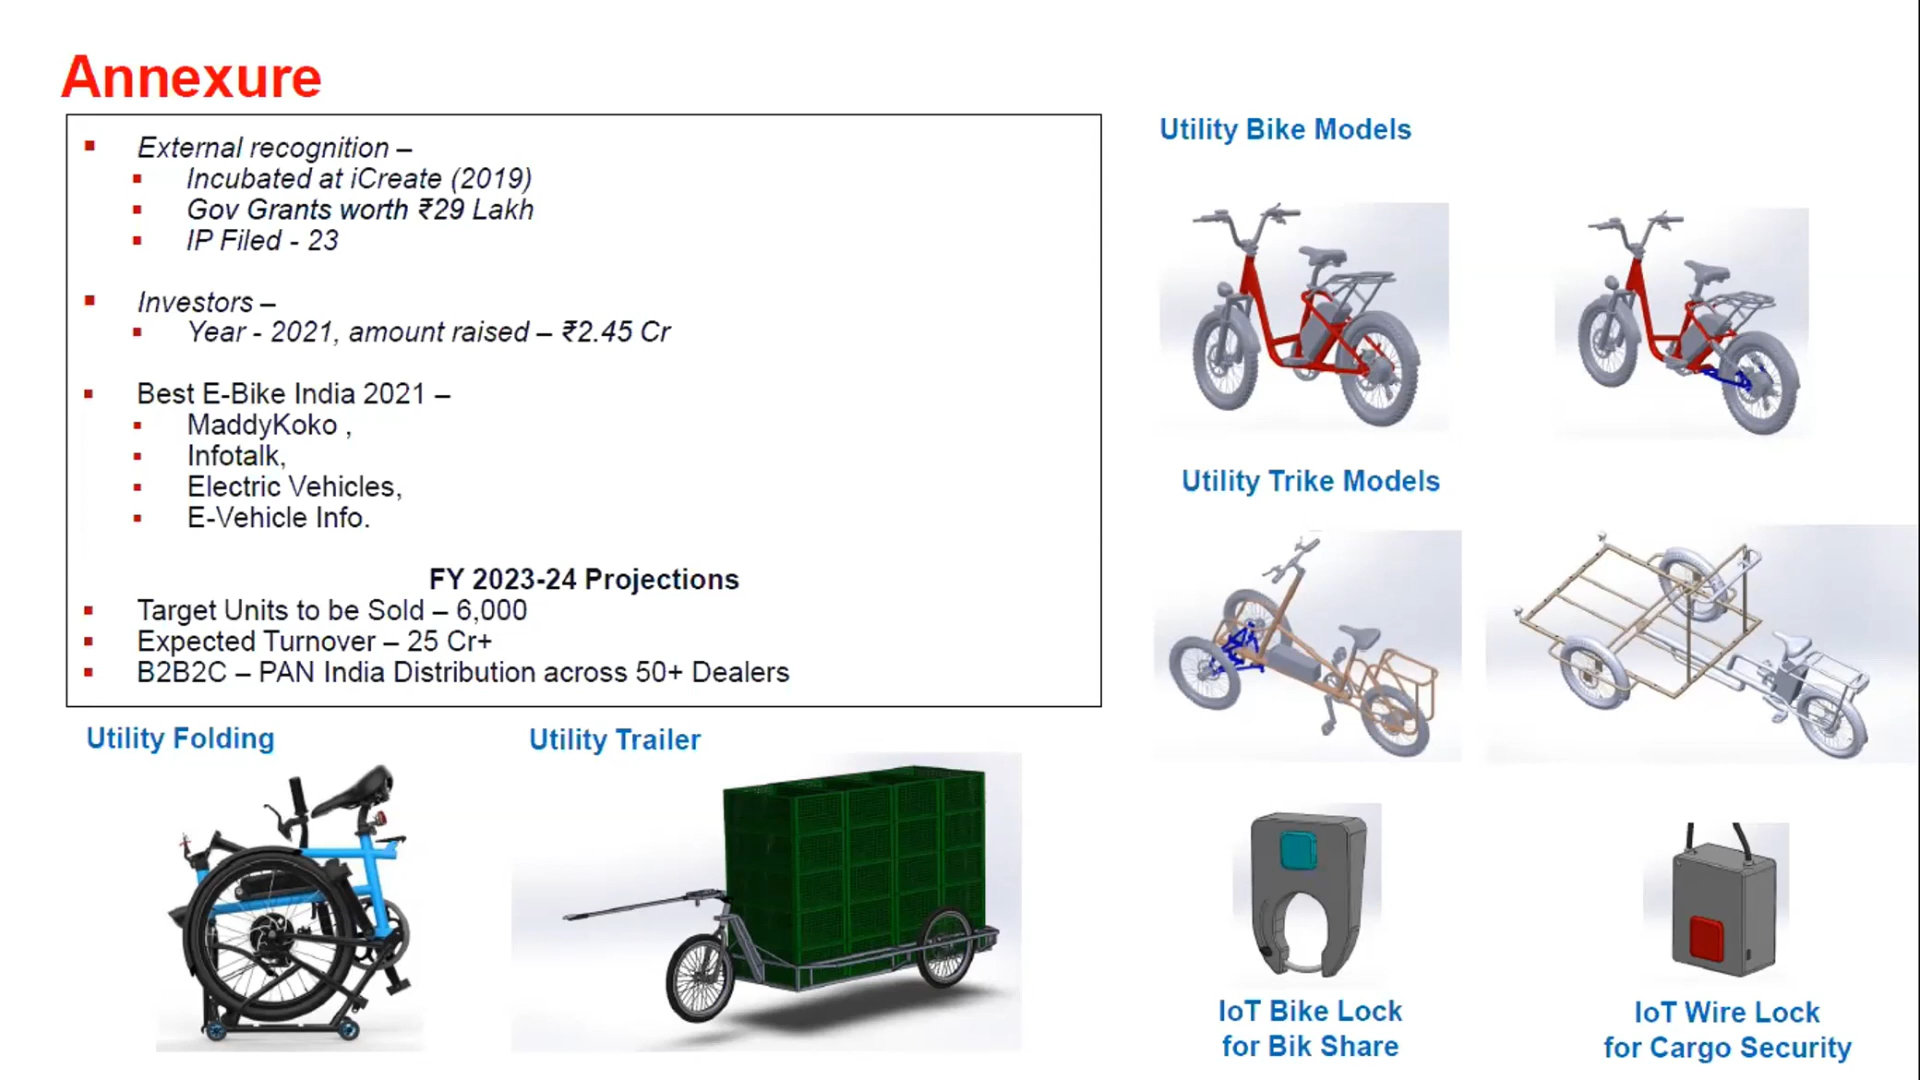 Annexure
External recognition –
Incubated at iCreate (2019)
Gov Grants worth ₹29 Lakh
IP Filed - 23
Investors –
Year - 2021, amount raised – ₹2.45 Cr
Best E-Bike India 2021 –
MaddyKoko ,
Infotalk,
Electric Vehicles,
E-Vehicle Info.
FY 2023-24 Projections
Target Units to be Sold – 6,000
Expected Turnover – 25 Cr+
B2B2C – PAN India Distribution across 50+ Dealers
Utility Bike Models
Utility Trike Models
Utility Folding
Utility Trailer
IoT Bike Lock
for Bik Share
IoT Wire Lock
for Cargo Security